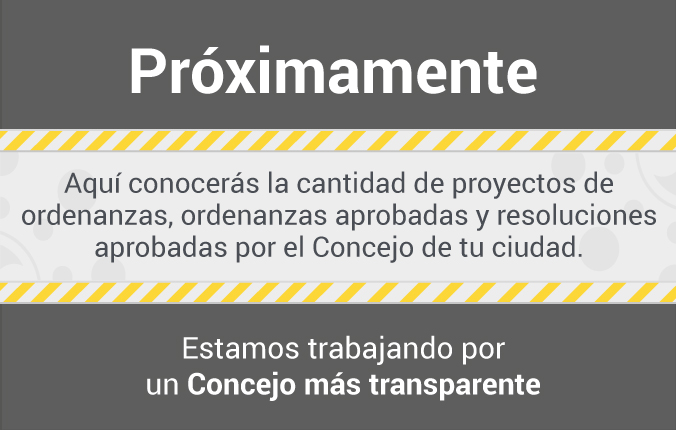 Próximamente
Aquí conocerás la cantidad de proyectos de
ordenanzas, ordenanzas aprobadas y resoluciones
aprobadas por el Concejo de tu ciudad.
Estamos trabajando por
un Concejo más transparente